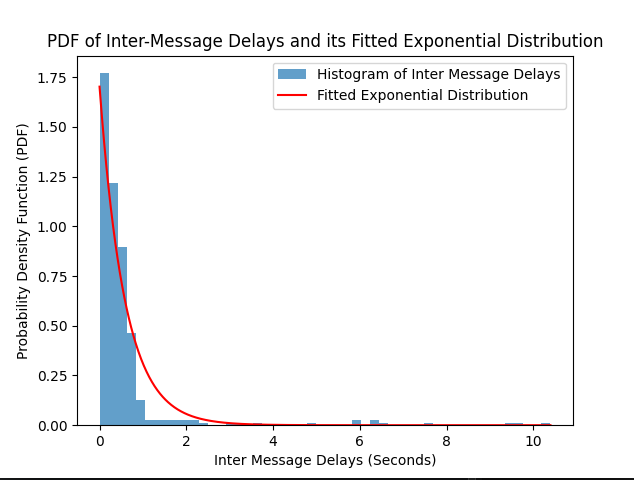 PDF of Inter-Message Delays and its Fitted Exponential Distribution
Histogram of Inter Message Delays
Fitted Exponential Distribution
Probability Density Function (PDF)
1.75
1.50
1.25
1.00
0.75
0.50
0.25
0.00
0 2 4 6 8 10
Inter Message Delays (Seconds)